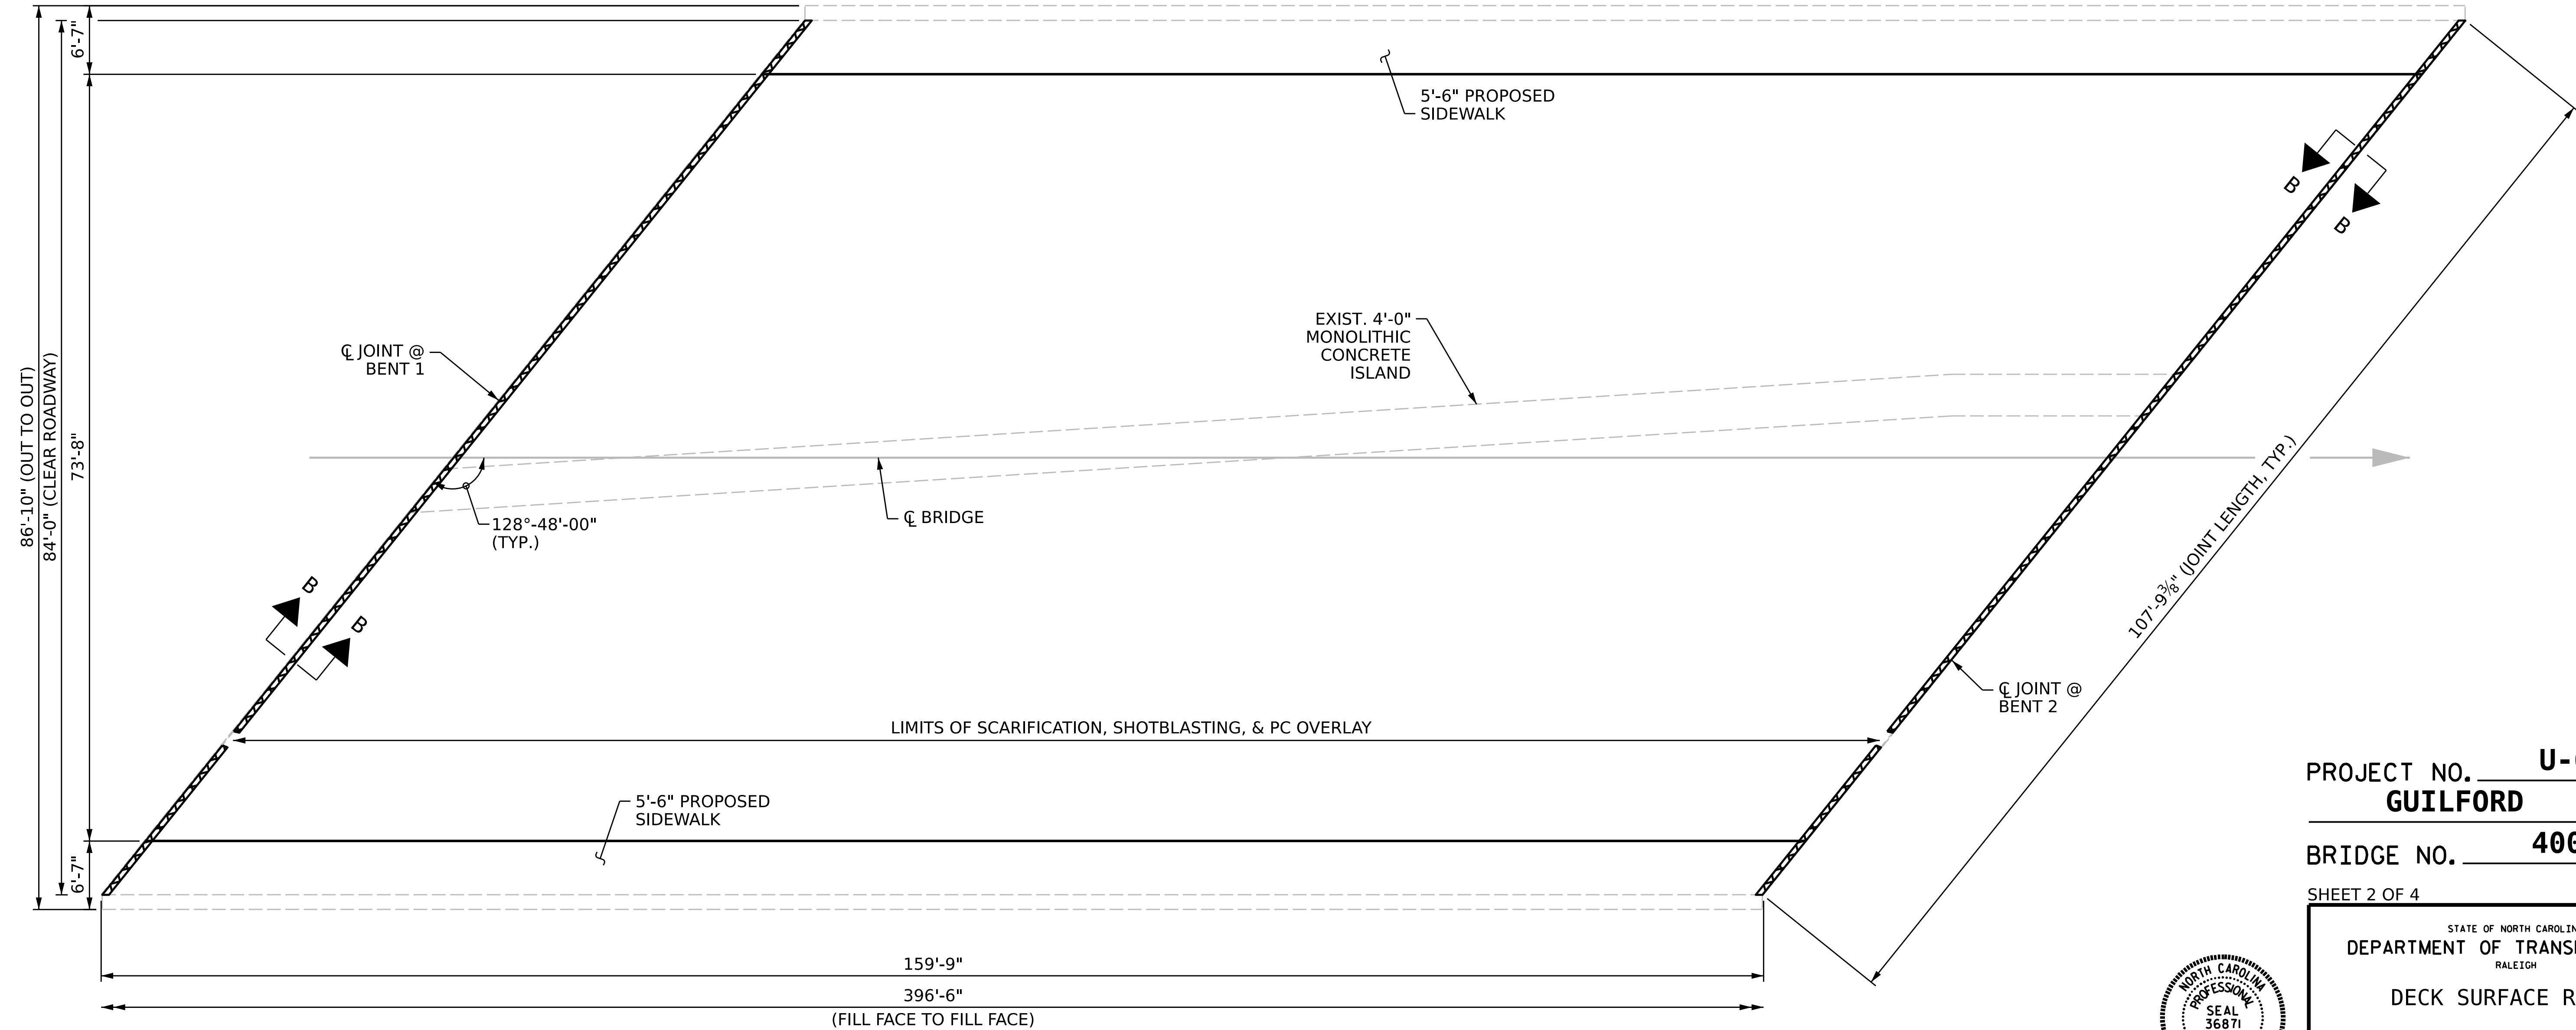 6'-7"
5'-6" PROPOSED
SIDEWALK
B
B
EXIST. 4'-0"
MONOLITHIC
CONCRETE
ISLAND
℄ JOINT @
BENT 1
86'-10" (OUT TO OUT)
84'-0" (CLEAR ROADWAY)
73'-8"
128°-48'-00"
(TYP.)
℄ BRIDGE
107'-9⅜" (JOINT LENGTH, TYP.)
B
B
℄ JOINT @
BENT 2
LIMITS OF SCARIFICATION, SHOTBLASTING, & PC OVERLAY
5'-6" PROPOSED
SIDEWALK
6'-7"
159'-9"
396'-6"
(FILL FACE TO FILL FACE)
PROJECT NO. U-
GUILFORD
BRIDGE NO. 400
SHEET 2 OF 4
STATE OF NORTH
DEPARTMENT OF
RALEIGH
DECK SURFACE
NORTH CAROLINA
PROFESSIONAL
SEAL
36871